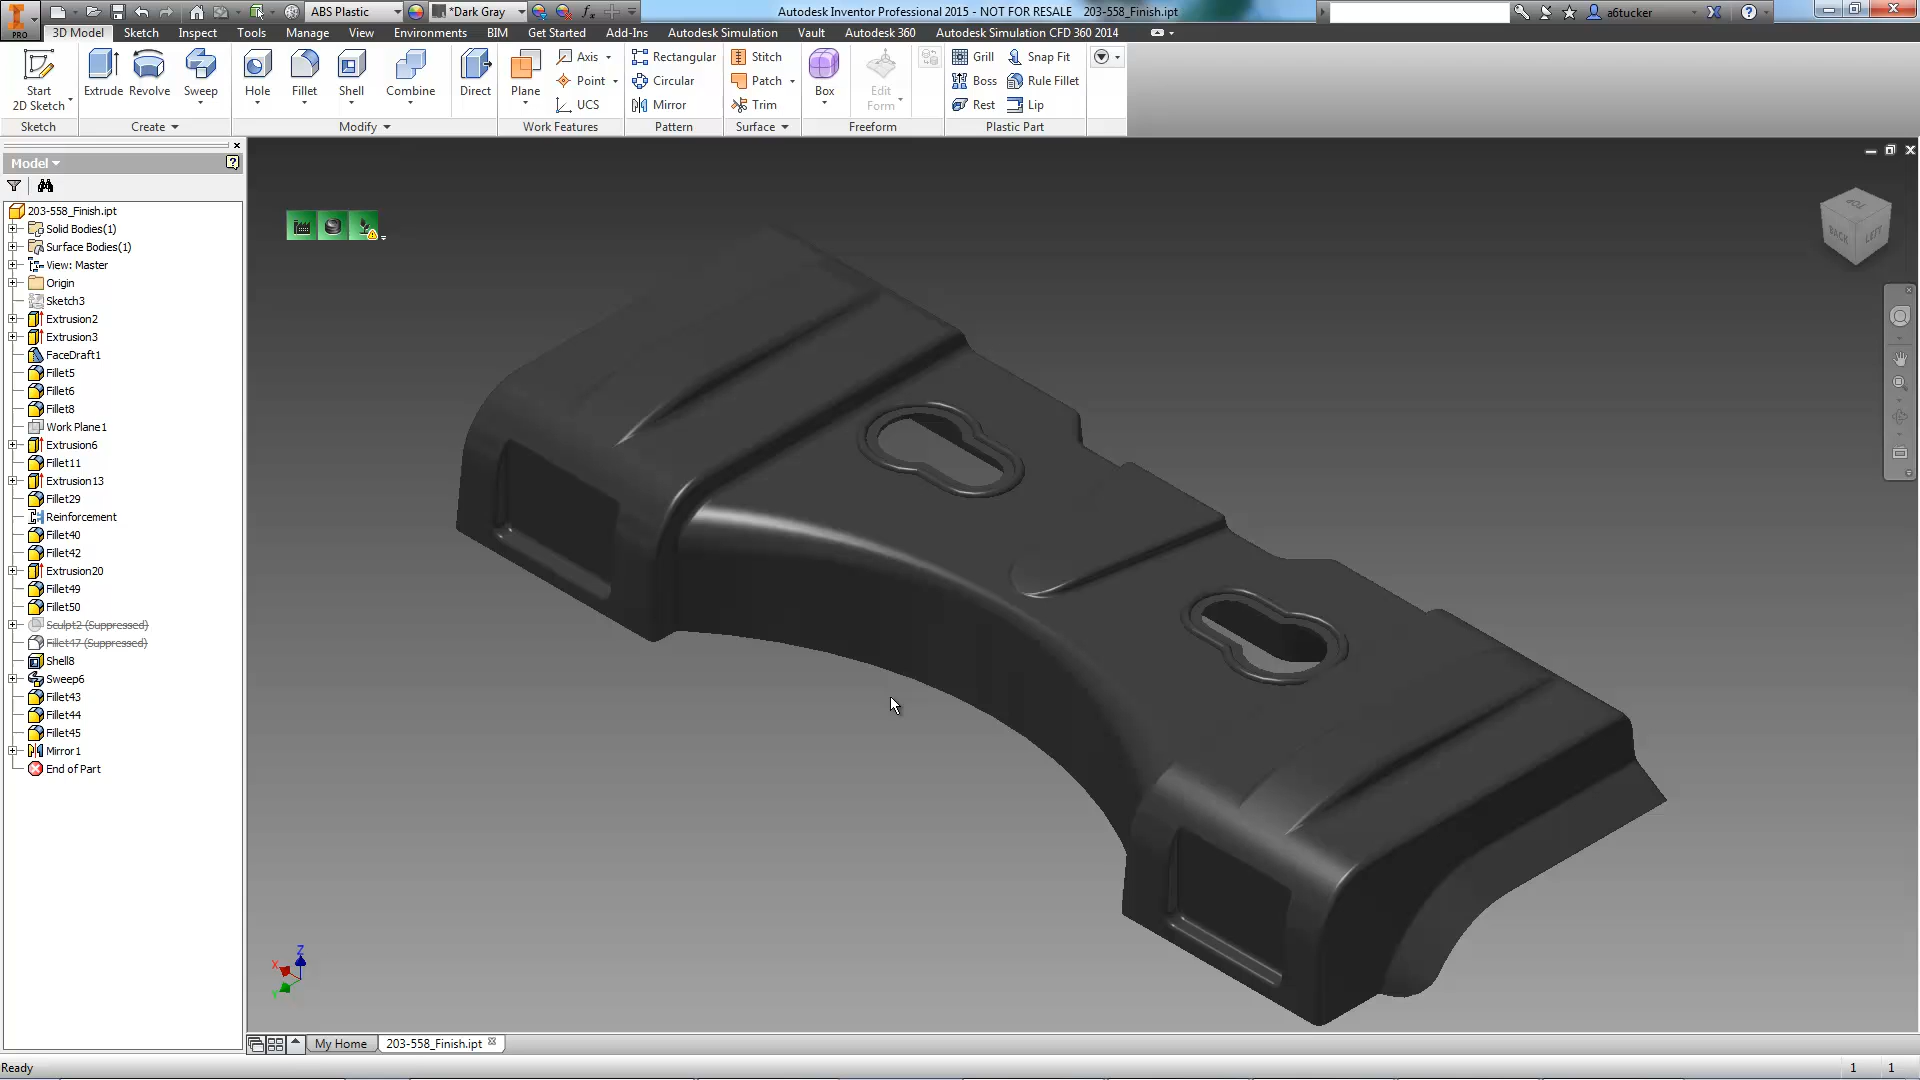 PRO
ABS Plastic
*Dark Gray
Autodesk Inventor Professional 2015 - NOT FOR RESALE 203-558_Finish.ipt
a6tucker
3D Model Sketch Inspect Tools Manage View Environments BIM Get Started Add-Ins Autodesk Simulation Vault Autodesk 360 Autodesk Simulation CFD 360 2014
Start
2D Sketch
Extrude Revolve Sweep
Hole Fillet Shell Combine
Direct
Plane
Axis
Point
UCS
Rectangular
Circular
Mirror
Stitch
Patch
Trim
Box
Edit
Form
Grill Snap Fit
Boss Rule Fillet
Rest Lip
Sketch Create Modify Work Features Pattern Surface Freeform Plastic Part
Model
203-558_Finish.ipt
Solid Bodies(1)
Surface Bodies(1)
View: Master
Origin
Sketch3
Extrusion2
Extrusion3
FaceDraft1
Fillet5
Fillet6
Fillet8
Work Plane1
Extrusion6
Fillet11
Extrusion13
Fillet29
Reinforcement
Fillet40
Fillet42
Extrusion20
Fillet49
Fillet50
Sculpt2 (Suppressed)
Fillet47 (Suppressed)
Shell8
Sweep6
Fillet43
Fillet44
Fillet45
Mirror1
End of Part
TOP
BACK LEFT
Z
X
Y
My Home 203-558_Finish.ipt
Ready 1 1